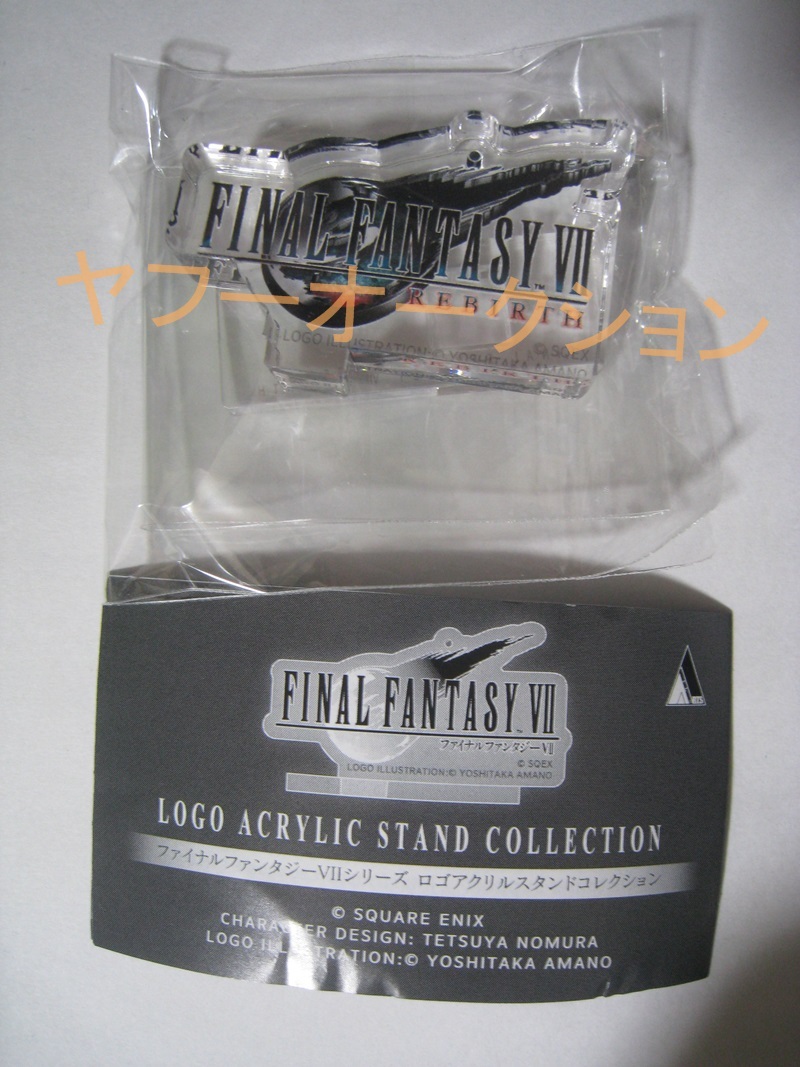 FINAL FANTASY VII™
REBIRTH
ヤフーオークション
© SQEX
LOGO ILLUSTRATION:© YOSHITAKA AMANO
FINAL FANTASY™ VII
ファイナルファンタジーVII
© SQEX
LOGO ILLUSTRATION:© YOSHITAKA AMANO
LOGO ACRYLIC STAND COLLECTION
ファイナルファンタジーVIIシリーズ ロゴアクリルスタンドコレクション
© SQUARE ENIX
CHARACTER DESIGN: TETSUYA NOMURA
LOGO ILLUSTRATION:© YOSHITAKA AMANO